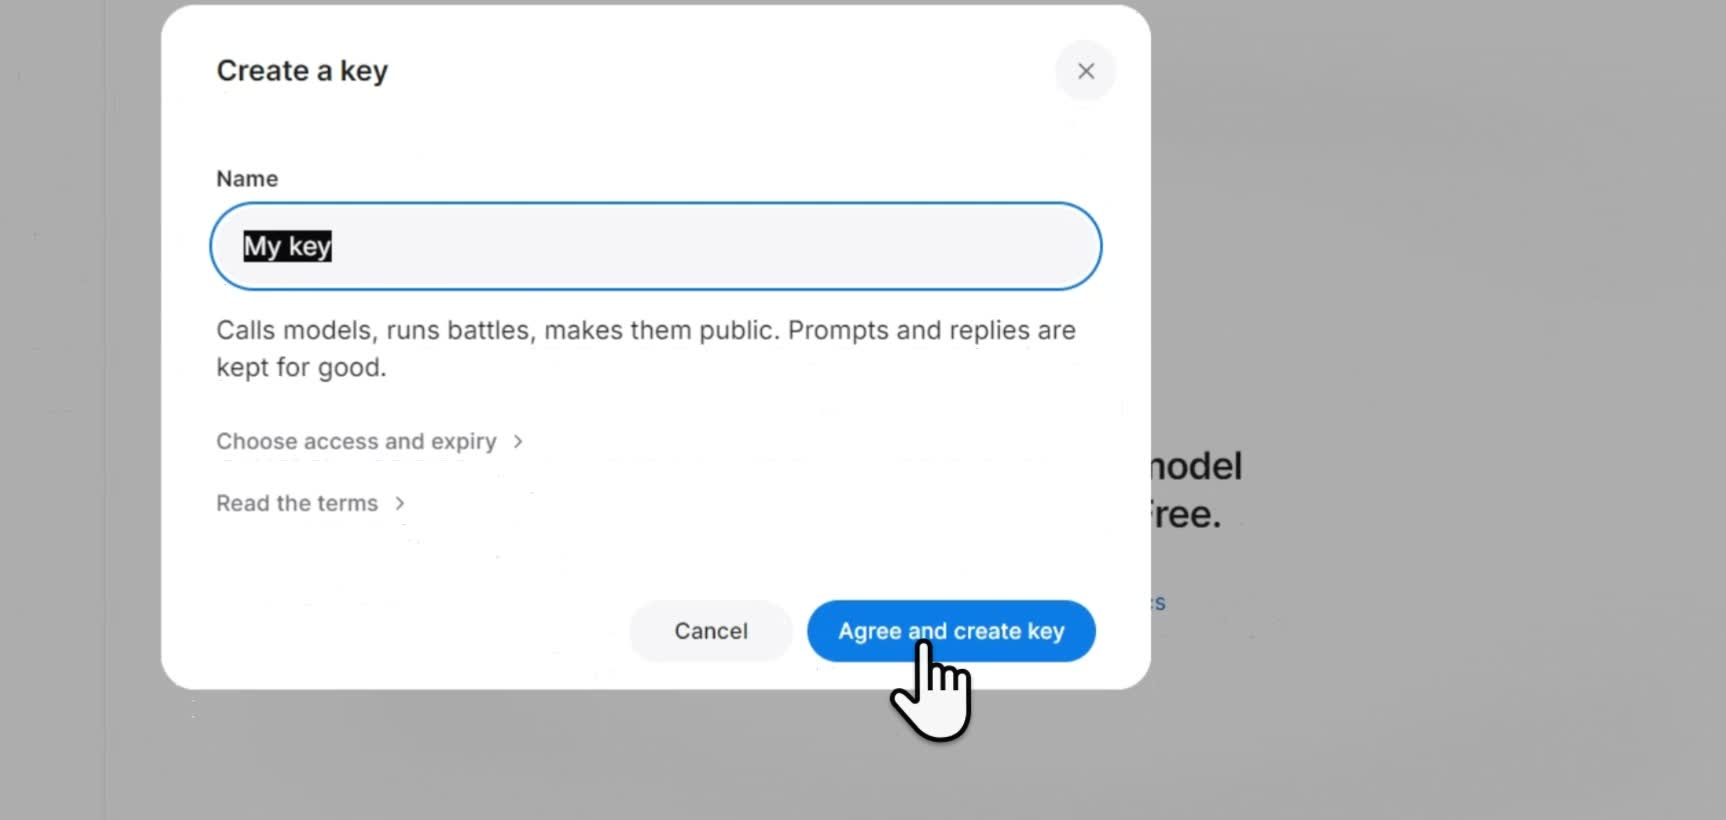 Create a key
Name
My key
Calls models, runs battles, makes them public. Prompts and replies are
kept for good.
Choose access and expiry
Read the terms
Cancel
Agree and create key